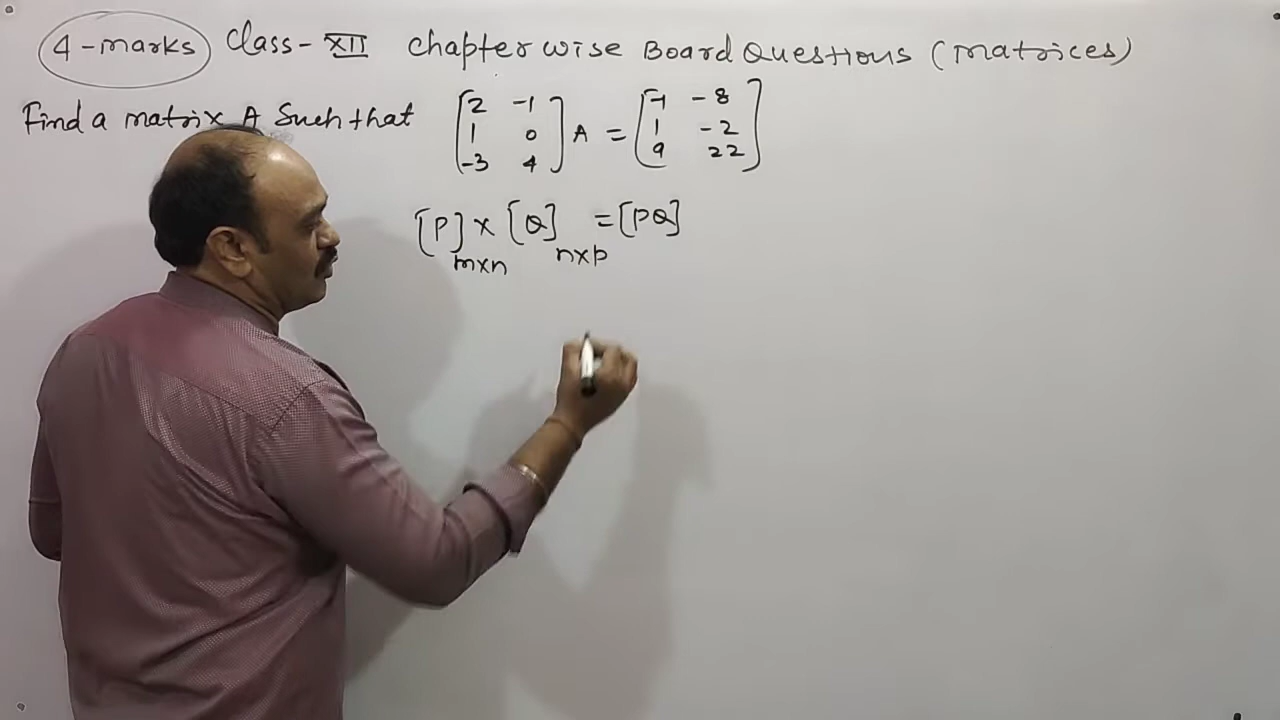 4-marks Class-XII Chapterwise Board Questions (Matrices)
Find a matrix A Such that [2 -1 ] A = [-1 -8 ]
[1 0 ] [1 -2 ]
[-3 4 ] [9 22 ]
[P] × [Q] = [PQ]
m×n n×p